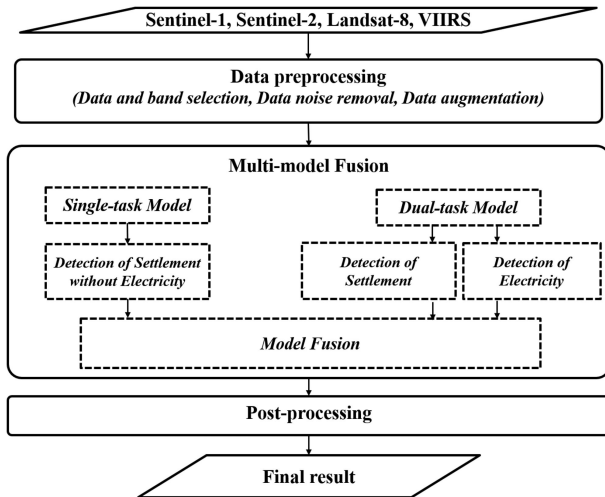 Sentinel-1, Sentinel-2, Landsat-8, VIIRS
Data preprocessing
(Data and band selection, Data noise removal, Data augmentation)
Multi-model Fusion
Single-task Model
Dual-task Model
Detection of Settlement
without Electricity
Detection of
Settlement
Detection of
Electricity
Model Fusion
Post-processing
Final result